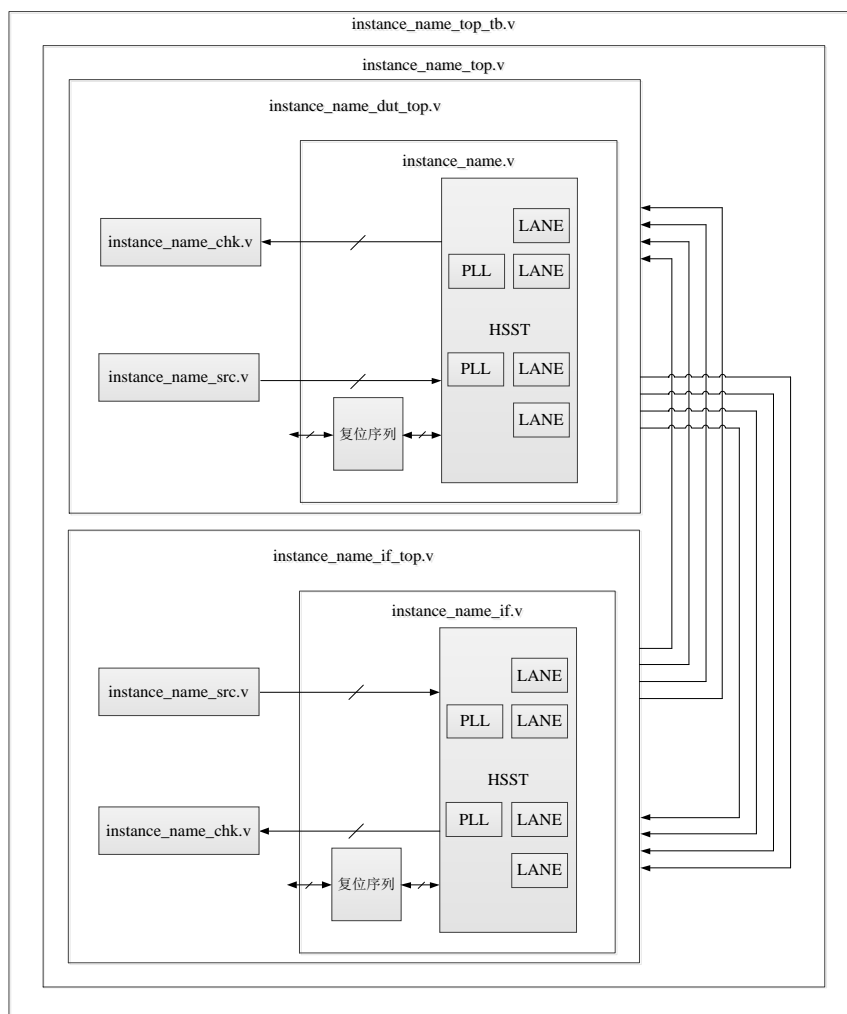 instance_name_top_tb.v
instance_name_top.v
instance_name_dut_top.v
instance_name.v
LANE
instance_name_chk.v
PLL
LANE
HSST
instance_name_src.v
PLL
LANE
LANE
复位序列
instance_name_if_top.v
instance_name_if.v
LANE
instance_name_src.v
PLL
LANE
HSST
instance_name_chk.v
PLL
LANE
LANE
复位序列